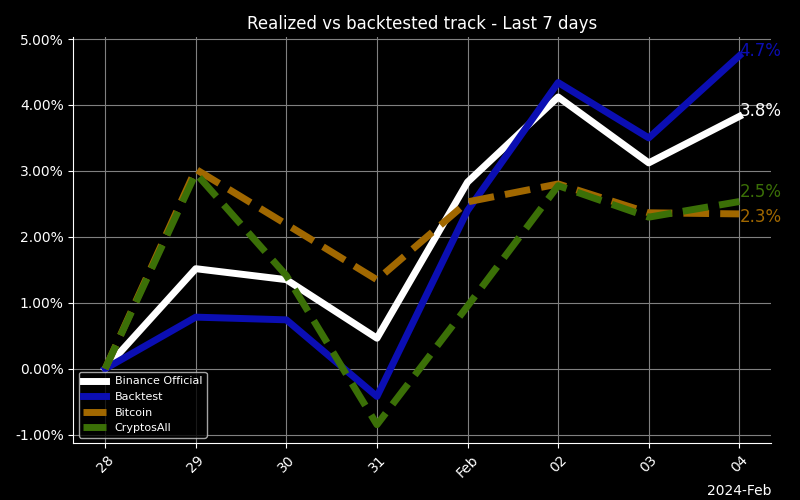 Realized vs backtested track - Last 7 days
5.00%
4.00%
3.00%
2.00%
1.00%
0.00%
-1.00%
4.7%
3.8%
2.5%
2.3%
Binance Official
Backtest
Bitcoin
CryptosAll
28
29
30
31
Feb
02
03
04
2024-Feb